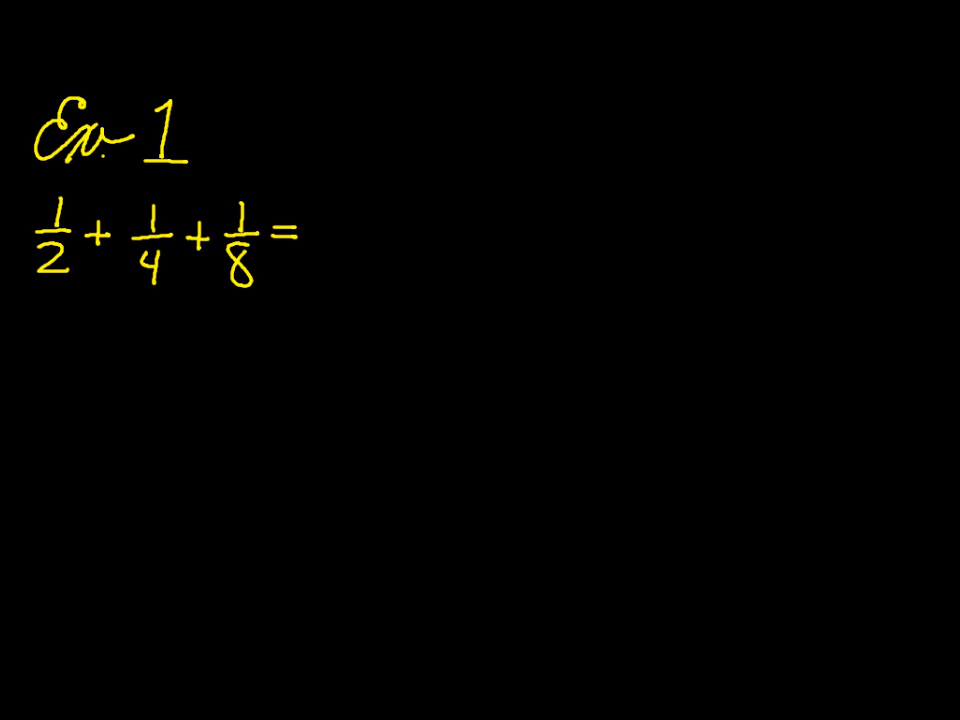 Ex. 1
1/2 + 1/4 + 1/8 =